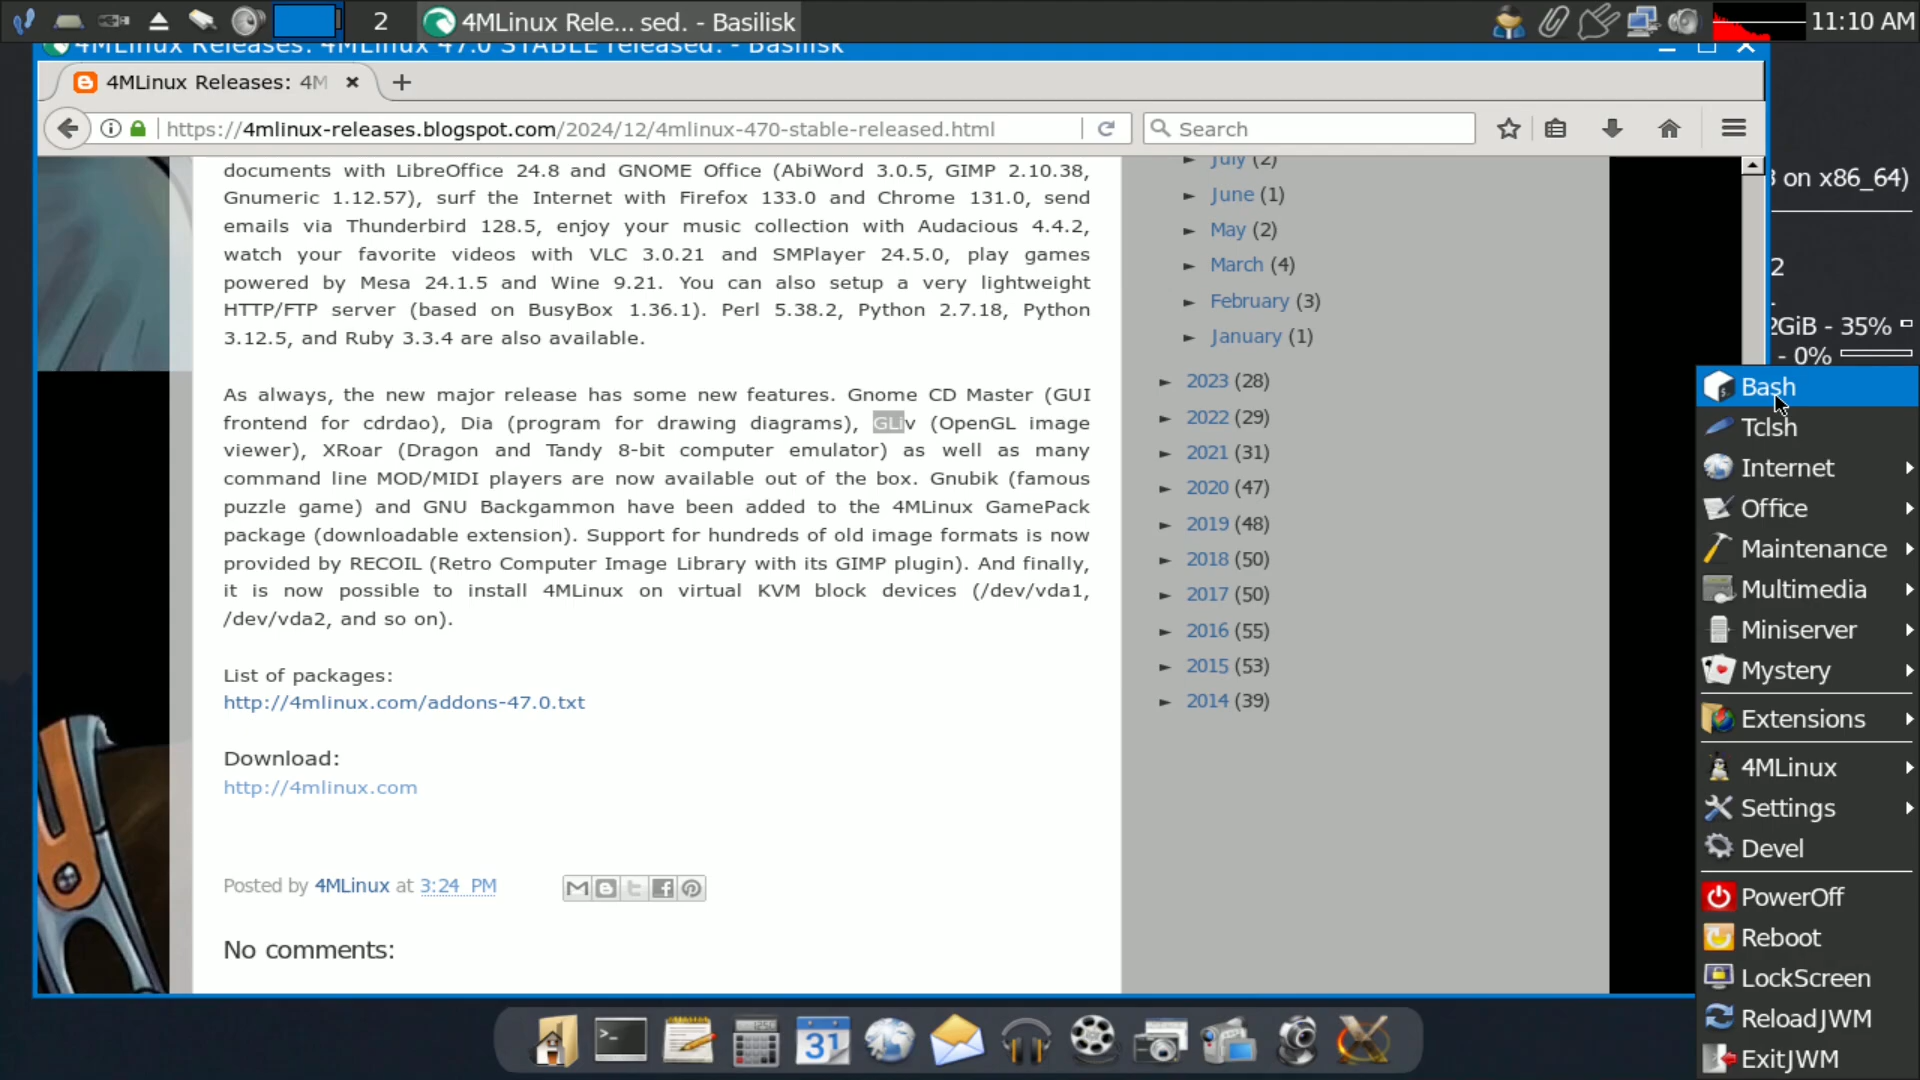 2
4MLinux Rele... sed. - Basilisk
11:10 AM
4MLinux Releases: 4MLinux 47.0 STABLE released. - Basilisk
4MLinux Releases: 4M
https://4mlinux-releases.blogspot.com/2024/12/4mlinux-470-stable-released.html
Search
documents with LibreOffice 24.8 and GNOME Office (AbiWord 3.0.5, GIMP 2.10.38,
Gnumeric 1.12.57), surf the Internet with Firefox 133.0 and Chrome 131.0, send
emails via Thunderbird 128.5, enjoy your music collection with Audacious 4.4.2,
watch your favorite videos with VLC 3.0.21 and SMPlayer 24.5.0, play games
powered by Mesa 24.1.5 and Wine 9.21. You can also setup a very lightweight
HTTP/FTP server (based on BusyBox 1.36.1). Perl 5.38.2, Python 2.7.18, Python
3.12.5, and Ruby 3.3.4 are also available.
As always, the new major release has some new features. Gnome CD Master (GUI
frontend for cdrdao), Dia (program for drawing diagrams), GLiv (OpenGL image
viewer), XRoar (Dragon and Tandy 8-bit computer emulator) as well as many
command line MOD/MIDI players are now available out of the box. Gnubik (famous
puzzle game) and GNU Backgammon have been added to the 4MLinux GamePack
package (downloadable extension). Support for hundreds of old image formats is now
provided by RECOIL (Retro Computer Image Library with its GIMP plugin). And finally,
it is now possible to install 4MLinux on virtual KVM block devices (/dev/vda1,
/dev/vda2, and so on).
List of packages:
http://4mlinux.com/addons-47.0.txt
Download:
http://4mlinux.com
Posted by 4MLinux at 3:24 PM
No comments:
► July (2)
► June (1)
► May (2)
► March (4)
► February (3)
► January (1)
► 2023 (28)
► 2022 (29)
► 2021 (31)
► 2020 (47)
► 2019 (48)
► 2018 (50)
► 2017 (50)
► 2016 (55)
► 2015 (53)
► 2014 (39)
on x86_64)
2
2GiB - 35%
- 0%
Bash
Tclsh
Internet
Office
Maintenance
Multimedia
Miniserver
Mystery
Extensions
4MLinux
Settings
Devel
PowerOff
Reboot
LockScreen
ReloadJWM
ExitJWM
31